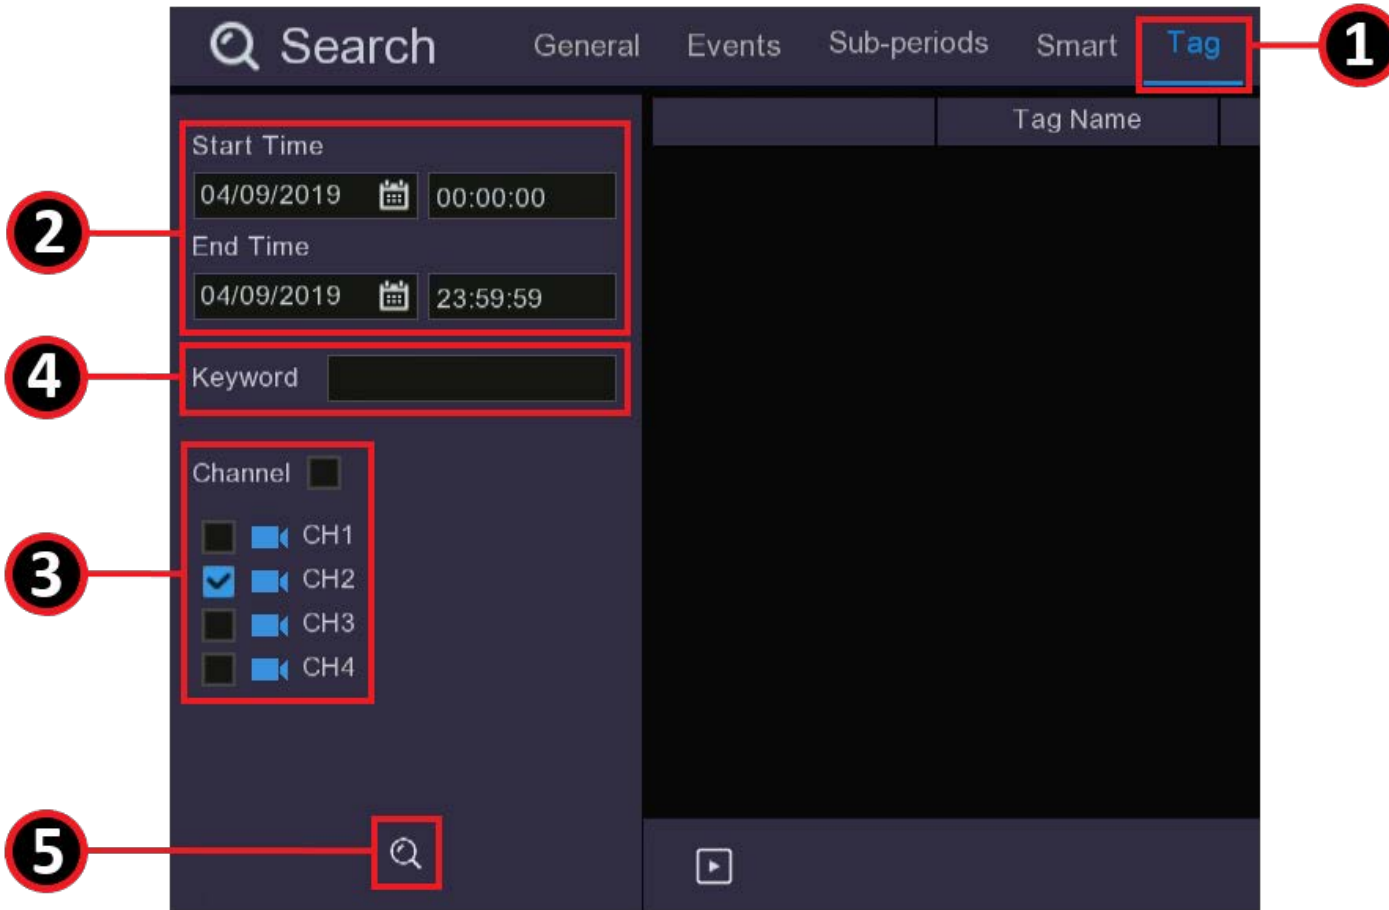 Search General Events Sub-periods Smart Tag
1
Tag Name
Start Time
04/09/2019 00:00:00
2
End Time
04/09/2019 23:59:59
4
Keyword
Channel
CH1
3
CH2
CH3
CH4
5